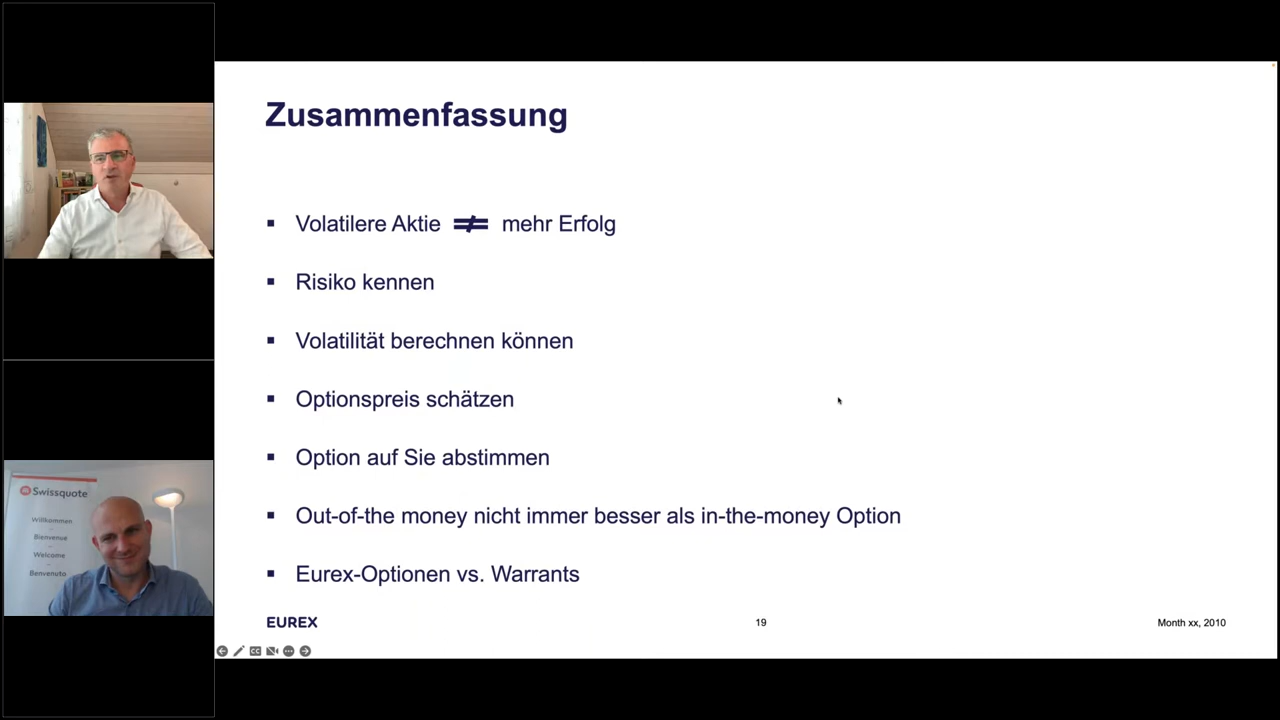 Zusammenfassung
▪ Volatilere Aktie ≠ mehr Erfolg
▪ Risiko kennen
▪ Volatilität berechnen können
▪ Optionspreis schätzen
▪ Option auf Sie abstimmen
▪ Out-of-the money nicht immer besser als in-the-money Option
▪ Eurex-Optionen vs. Warrants
EUREX
19
Month xx, 2010
CC
Swissquote
Willkommen
Bienvenue
Welcome
Benvenuto